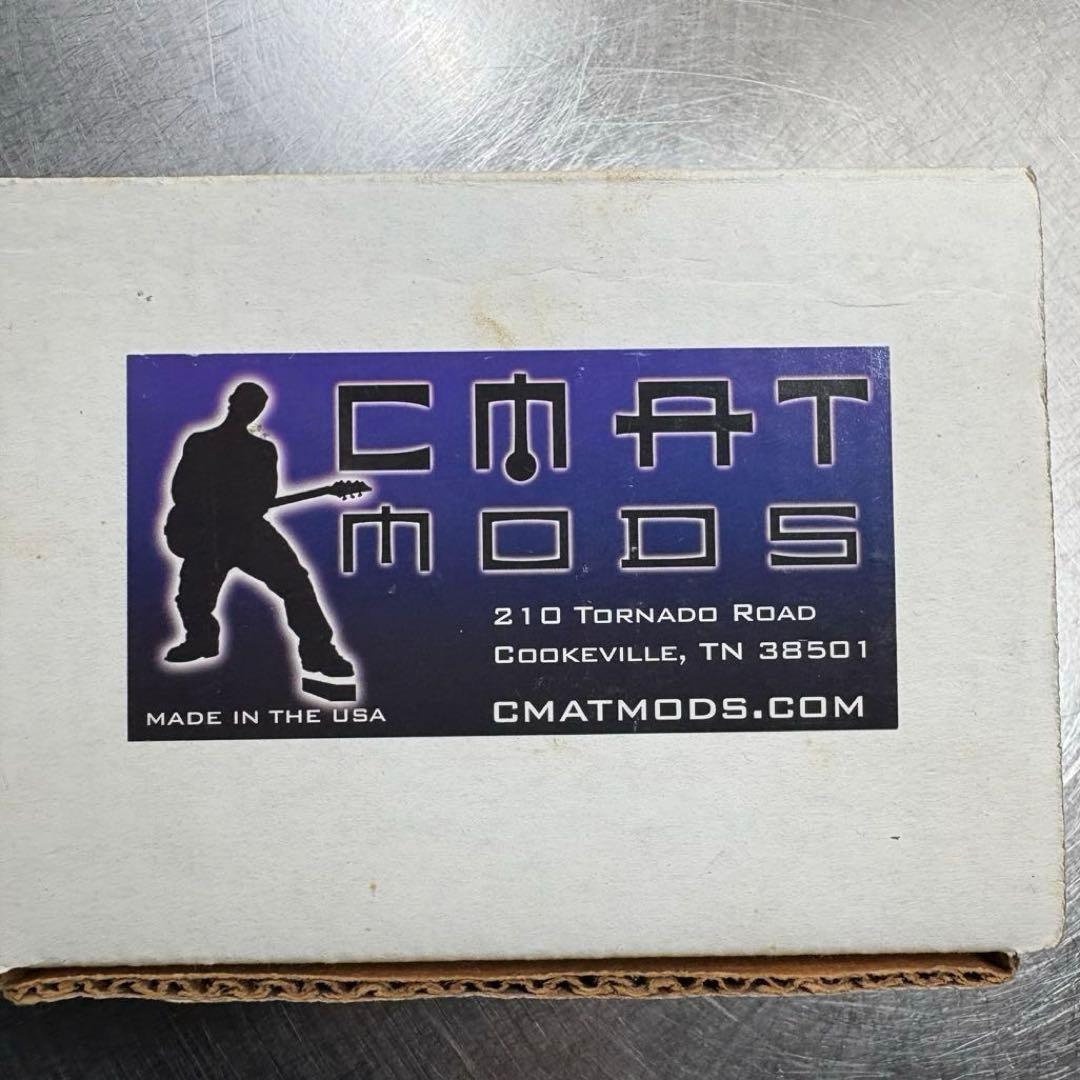 CMAT
MODS
210 TORNADO ROAD
COOKEVILLE, TN 38501
MADE IN THE USA
CMATMODS.COM